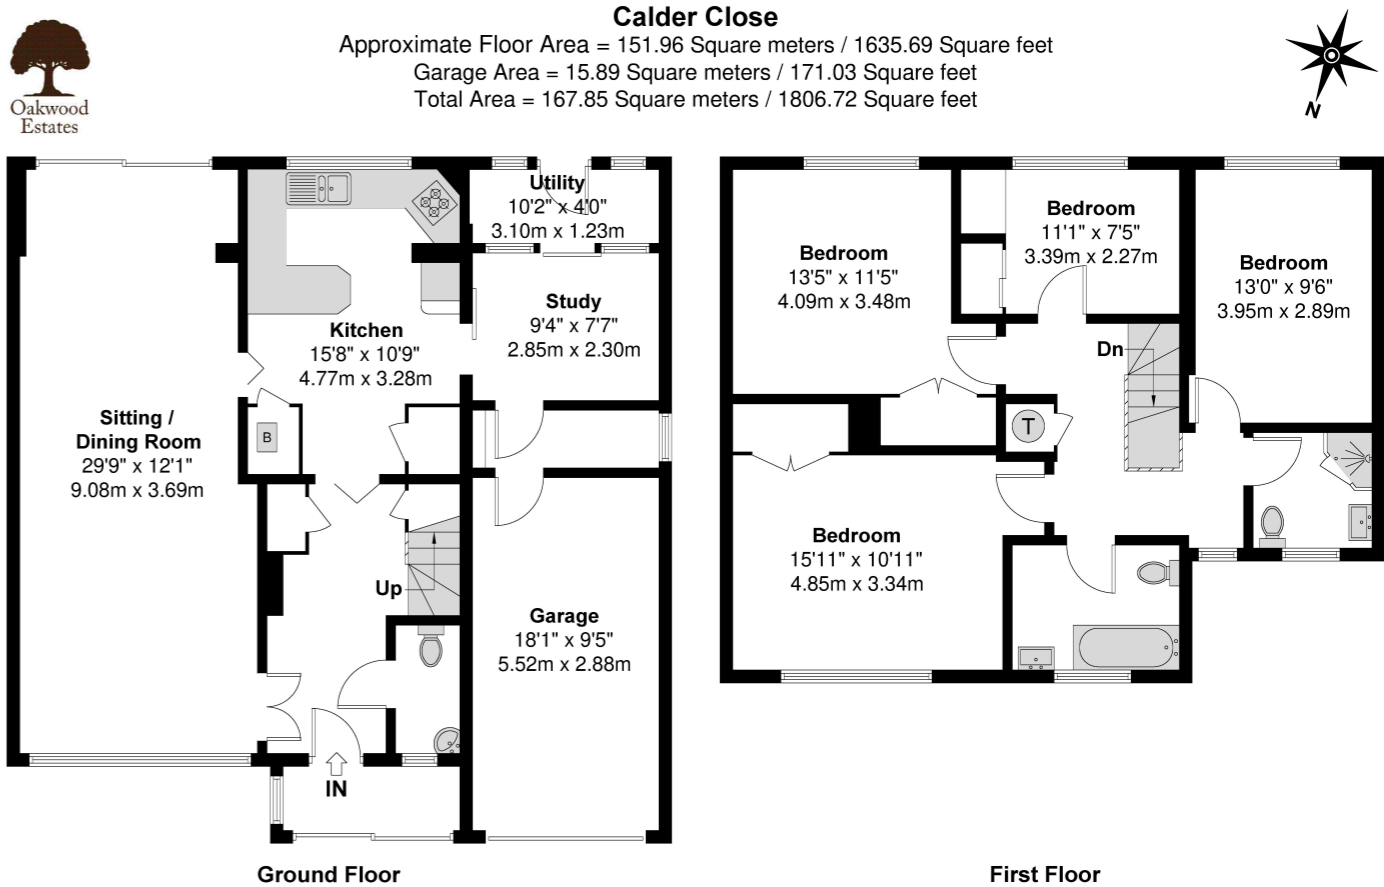 Calder Close
Approximate Floor Area = 151.96 Square meters / 1635.69 Square feet
Garage Area = 15.89 Square meters / 171.03 Square feet
Total Area = 167.85 Square meters / 1806.72 Square feet
Oakwood
Estates
N
Utility
10'2" x 4'0"
3.10m x 1.23m
Study
9'4" x 7'7"
2.85m x 2.30m
Kitchen
15'8" x 10'9"
4.77m x 3.28m
Sitting /
Dining Room
29'9" x 12'1"
9.08m x 3.69m
B
Up
Garage
18'1" x 9'5"
5.52m x 2.88m
IN
Ground Floor
Bedroom
13'5" x 11'5"
4.09m x 3.48m
Bedroom
11'1" x 7'5"
3.39m x 2.27m
Bedroom
13'0" x 9'6"
3.95m x 2.89m
Dn
T
Bedroom
15'11" x 10'11"
4.85m x 3.34m
First Floor